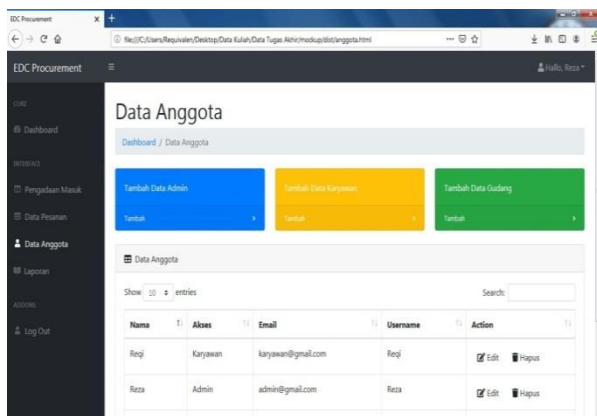 EDC Procurement
file:///C:/Users/Requivalen/Desktop/Data Kuliah/Data Tugas Akhir/mockup/dist/anggota.html
EDC Procurement
Hallo, Reza
CORE
Dashboard
INTERFACE
Pengadaan Masuk
Data Pesanan
Data Anggota
Laporan
ADDONS
Log Out
Data Anggota
Dashboard / Data Anggota
Tambah Data Admin
Tambah
Tambah Data Karyawan
Tambah
Tambah Data Gudang
Tambah
Data Anggota
Show 10 entries
Search:
Nama Akses Email Username Action
Reqi Karyawan karyawan@gmail.com Reqi Edit Hapus
Reza Admin admin@gmail.com Reza Edit Hapus